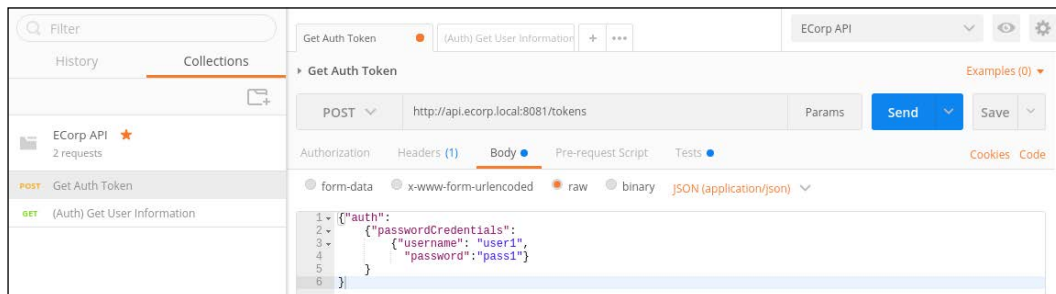 Filter
History Collections
ECorp API
2 requests
POST Get Auth Token
GET (Auth) Get User Information
Get Auth Token (Auth) Get User Information + •••
ECorp API
Get Auth Token
Examples (0)
POST http://api.ecorp.local:8081/tokens Params Send Save
Authorization Headers (1) Body Pre-request Script Tests Cookies Code
form-data x-www-form-urlencoded raw binary JSON (application/json)
1 {"auth":
2 {"passwordCredentials":
3 {"username": "user1",
4 "password":"pass1"}
5 }
6 }